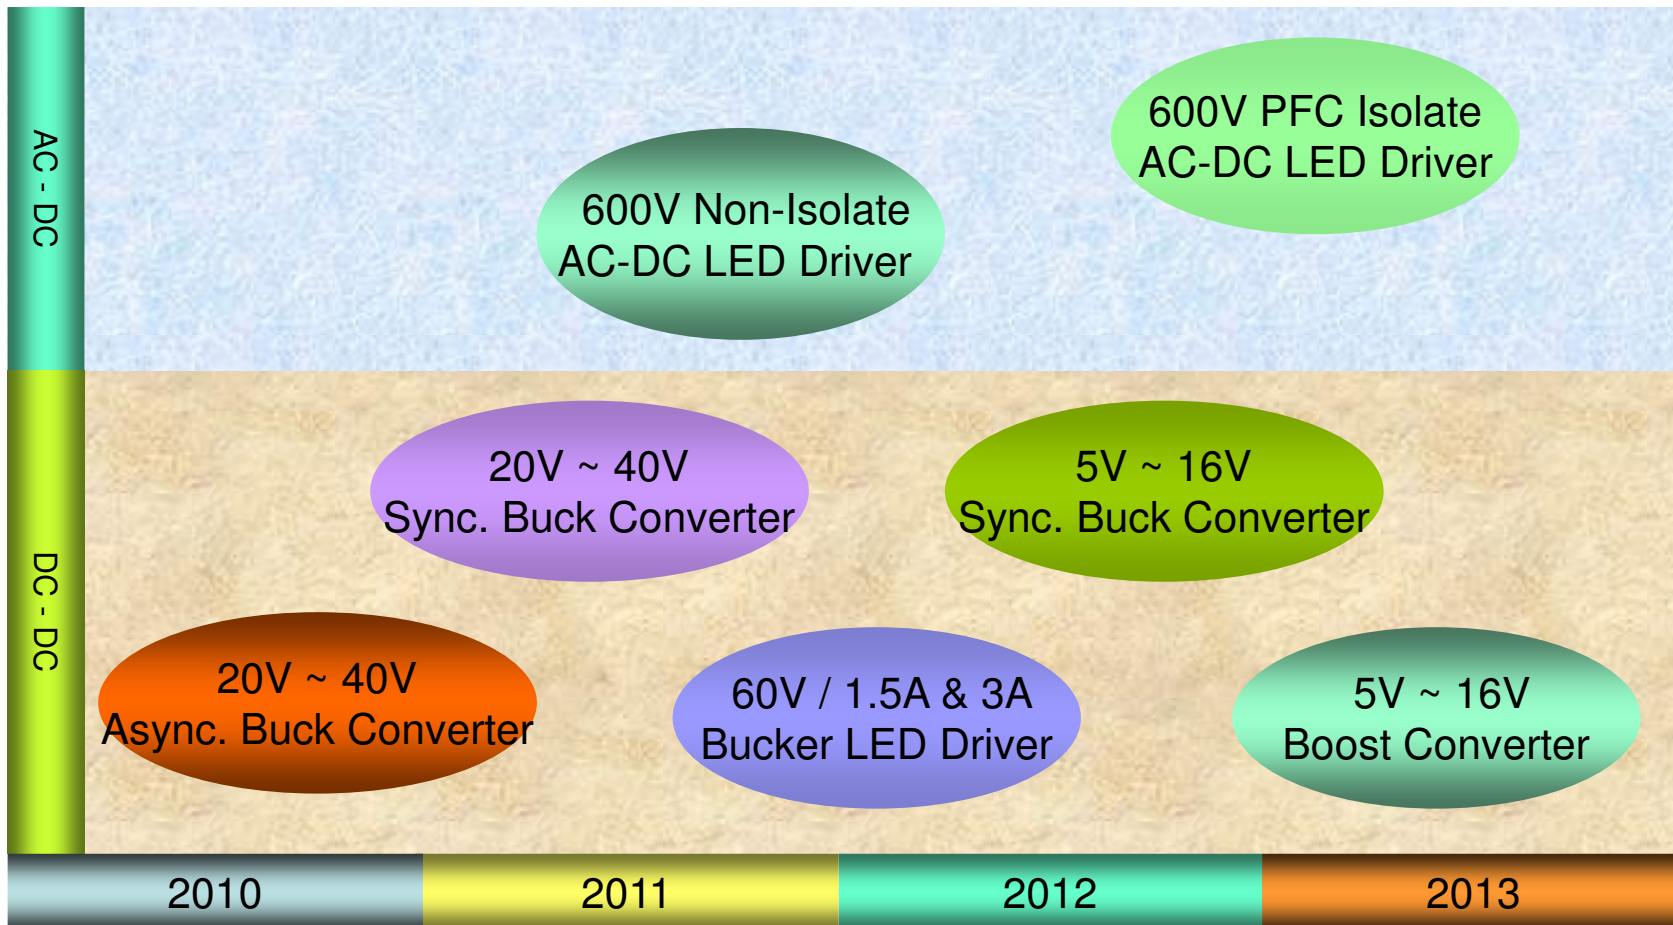 AC - DC
600V PFC Isolate
AC-DC LED Driver
600V Non-Isolate
AC-DC LED Driver
DC - DC
20V ~ 40V
Sync. Buck Converter
5V ~ 16V
Sync. Buck Converter
20V ~ 40V
Async. Buck Converter
60V / 1.5A & 3A
Bucker LED Driver
5V ~ 16V
Boost Converter
2010
2011
2012
2013